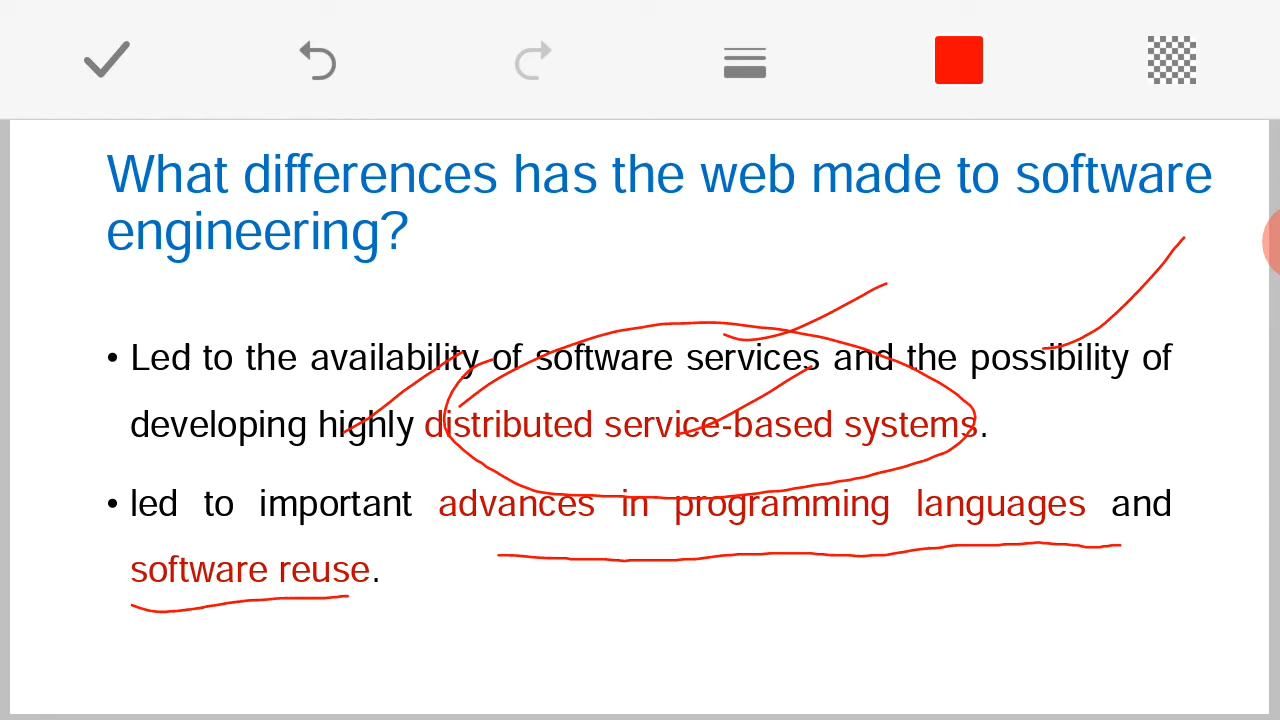 What differences has the web made to software
engineering?
• Led to the availability of software services and the possibility of
developing highly distributed service-based systems.
• led to important advances in programming languages and
software reuse.